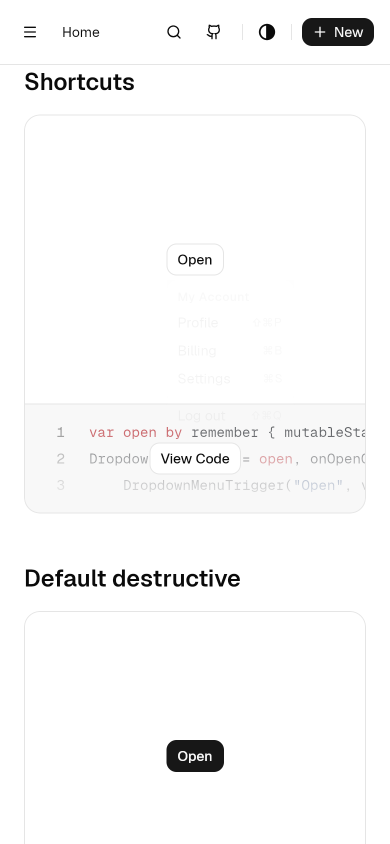 Home
New
Shortcuts
Open
My Account
Profile
Billing
Settings
Log out
1 var open by remember { mutableSta
2 Dropdow
View Code
= open, onOpenC
3 DropdownMenuTrigger("Open",
Default destructive
Open